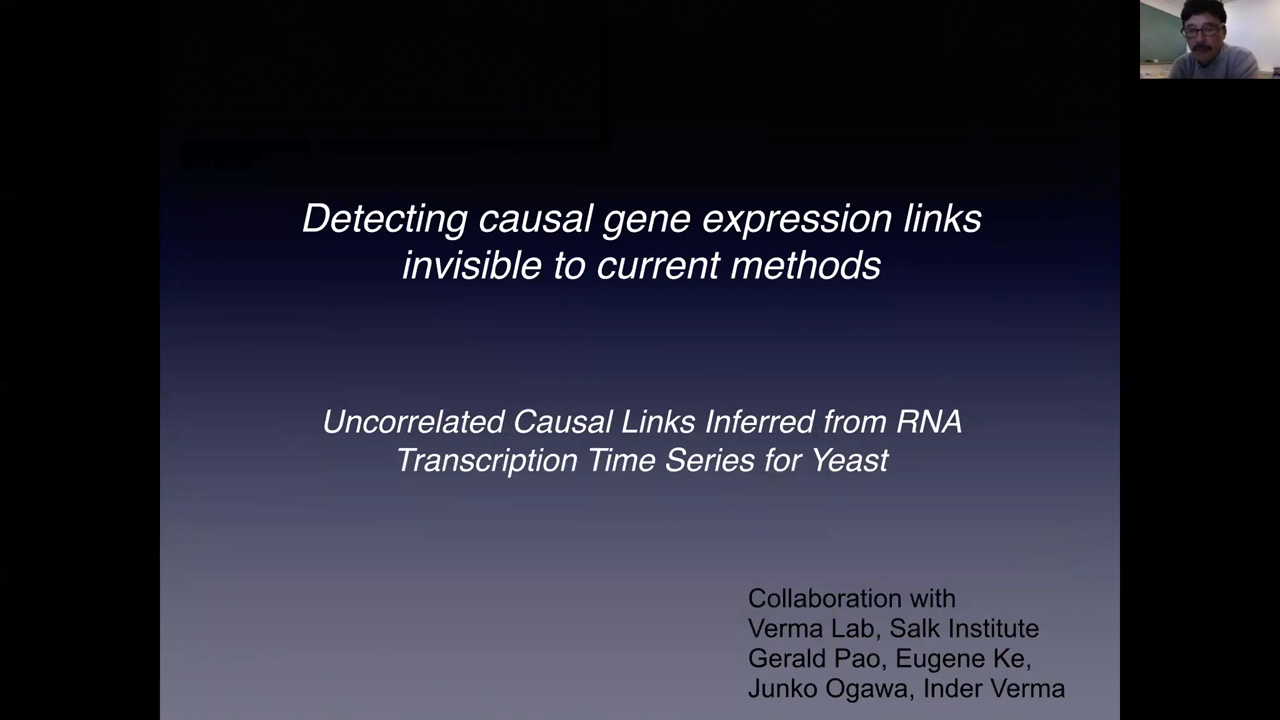 Detecting causal gene expression links
invisible to current methods
Uncorrelated Causal Links Inferred from RNA
Transcription Time Series for Yeast
Collaboration with
Verma Lab, Salk Institute
Gerald Pao, Eugene Ke,
Junko Ogawa, Inder Verma